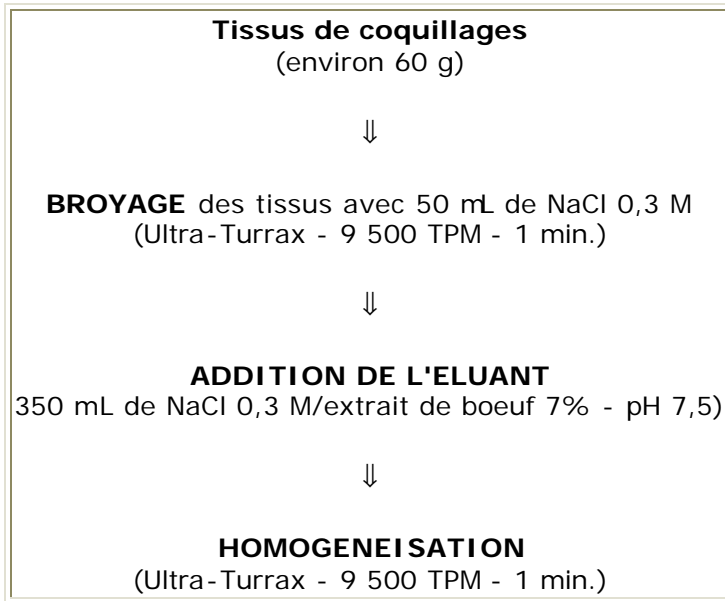 Tissus de coquillages
(environ 60 g)
⇓
BROYAGE des tissus avec 50 mL de NaCl 0,3 M
(Ultra-Turrax - 9 500 TPM - 1 min.)
⇓
ADDITION DE L'ELUANT
350 mL de NaCl 0,3 M/extrait de boeuf 7% - pH 7,5)
⇓
HOMOGENEISATION
(Ultra-Turrax - 9 500 TPM - 1 min.)